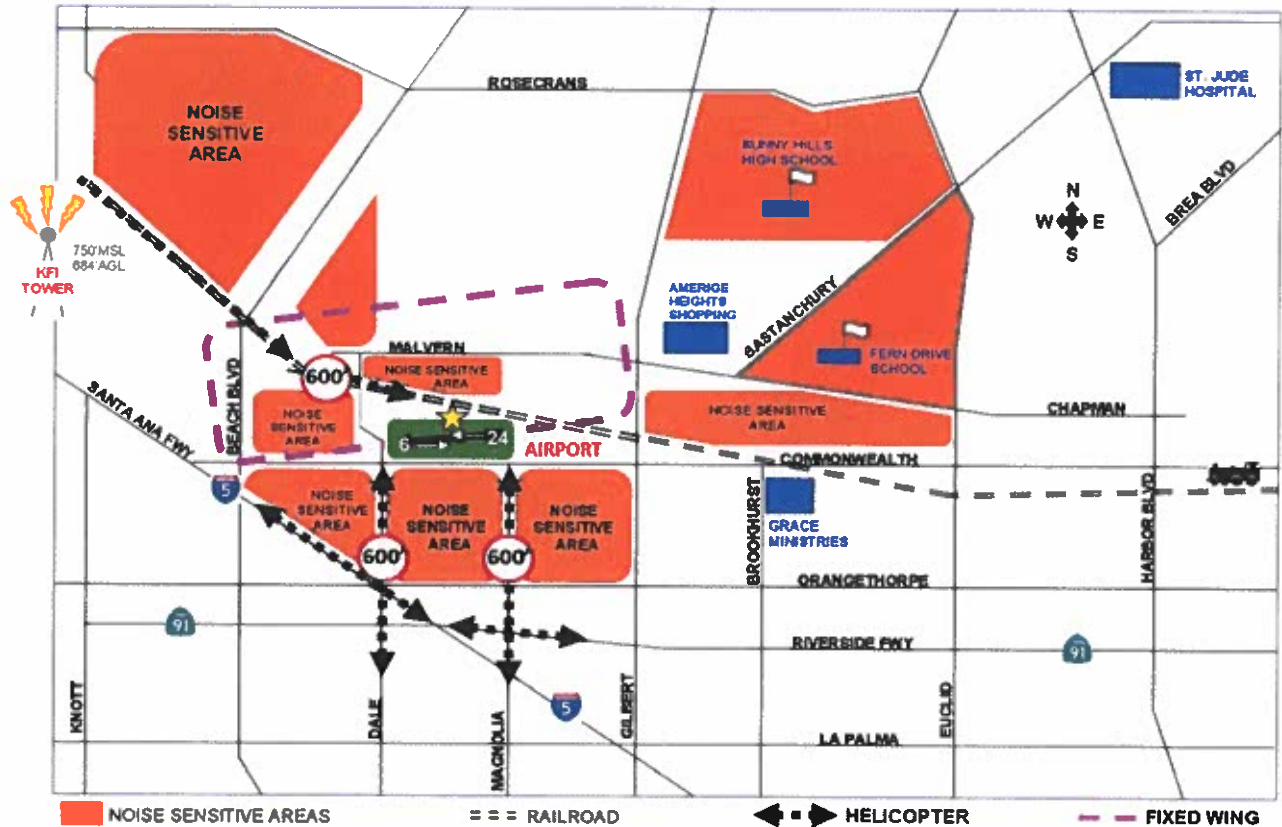 ROSECRANS
NOISE
SENSITIVE
AREA
ST. JUDE
HOSPITAL
SUNNY HILLS
HIGH SCHOOL
BREA BLVD
N
W E
S
750'MSL
684'AGL
KFI
TOWER
AMERIGE
HEIGHTS
SHOPPING
BASTANCHURY
FERN DRIVE
SCHOOL
MALVERN
NOISE SENSITIVE
AREA
600'
BEACH BLVD
SANTA ANA FWY
NOISE
SENSITIVE
AREA
6
24
AIRPORT
NOISE SENSITIVE
AREA
CHAPMAN
COMMONWEALTH
5
NOISE
SENSITIVE
AREA
NOISE
SENSITIVE
AREA
NOISE
SENSITIVE
AREA
600'
600'
GRACE
MINISTRIES
BROOKHURST
HARBOR BLVD
ORANGETHORPE
91
RIVERSIDE FWY
91
KNOTT
DALE
MAGNOLIA
5
GILBERT
EUCLID
LA PALMA
NOISE SENSITIVE AREAS
RAILROAD
HELICOPTER
FIXED WING